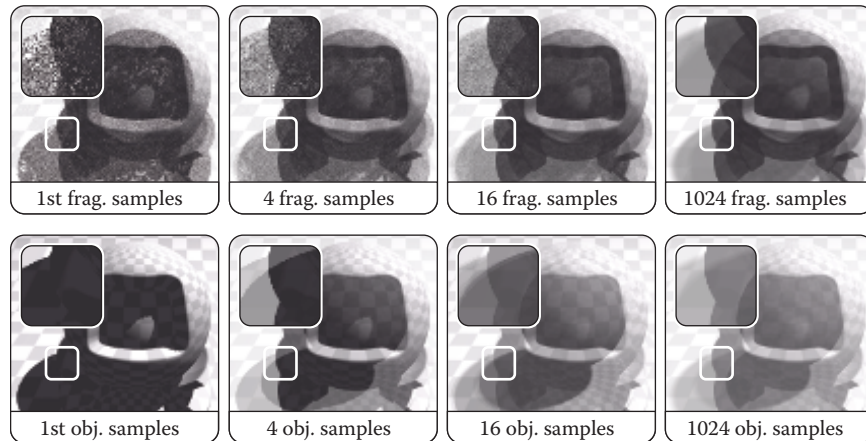 1st frag. samples
4 frag. samples
16 frag. samples
1024 frag. samples
1st obj. samples
4 obj. samples
16 obj. samples
1024 obj. samples